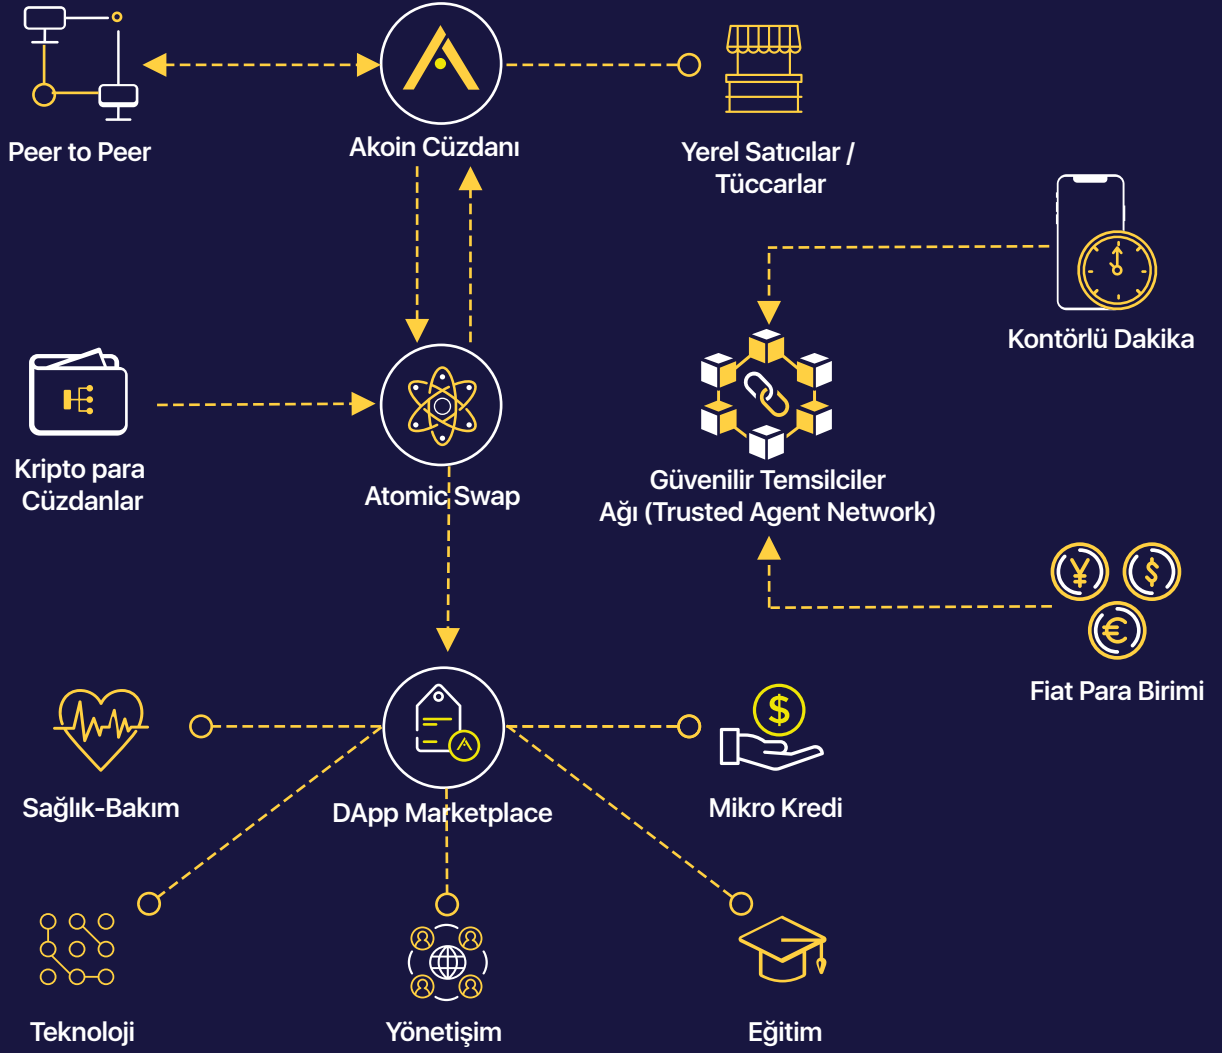 Peer to Peer
Akoin Cüzdanı
Yerel Satıcılar /
Tüccarlar
Kontörlü Dakika
Kripto para
Cüzdanlar
Atomic Swap
Güvenilir Temsilciler
Ağı (Trusted Agent Network)
Fiat Para Birimi
Sağlık-Bakım
DApp Marketplace
Mikro Kredi
Teknoloji
Yönetişim
Eğitim